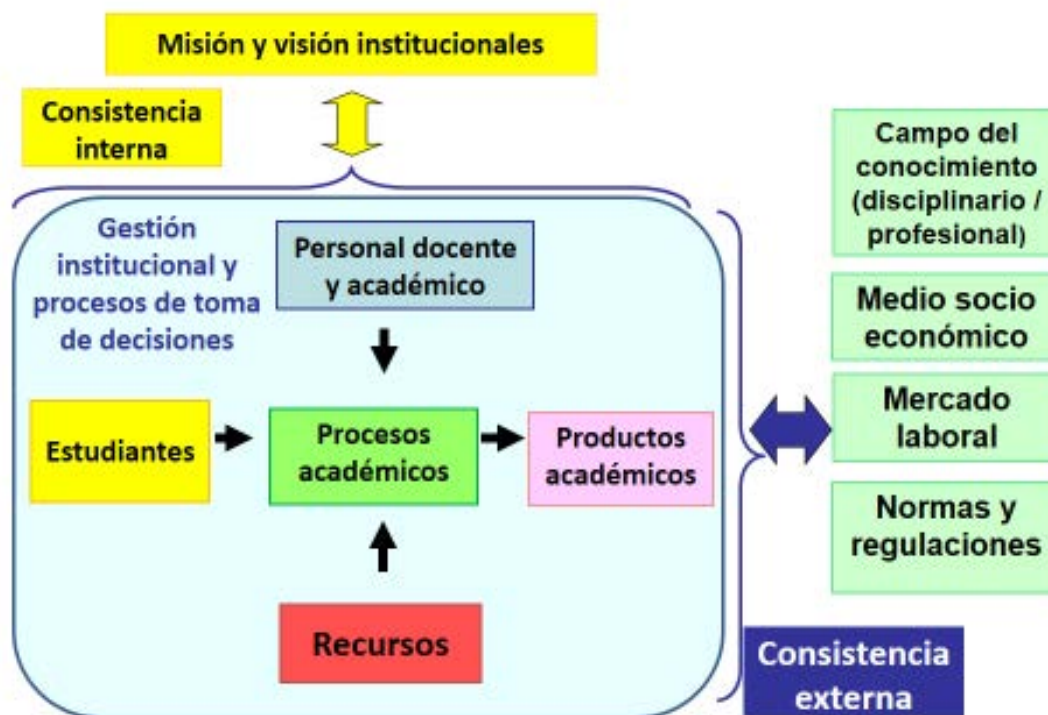 Misión y visión institucionales
Consistencia
interna
Gestión
institucional y
procesos de toma
de decisiones
Personal docente
y académico
Estudiantes
Procesos
académicos
Productos
académicos
Recursos
Campo del
conocimiento
(disciplinario /
profesional)
Medio socio
económico
Mercado
laboral
Normas y
regulaciones
Consistencia
externa